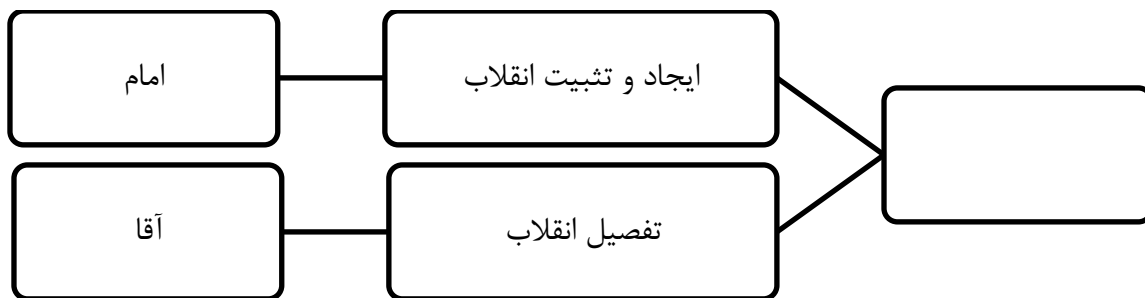 ایجاد و تثبیت انقلاب
امام
تفصیل انقلاب
آقا